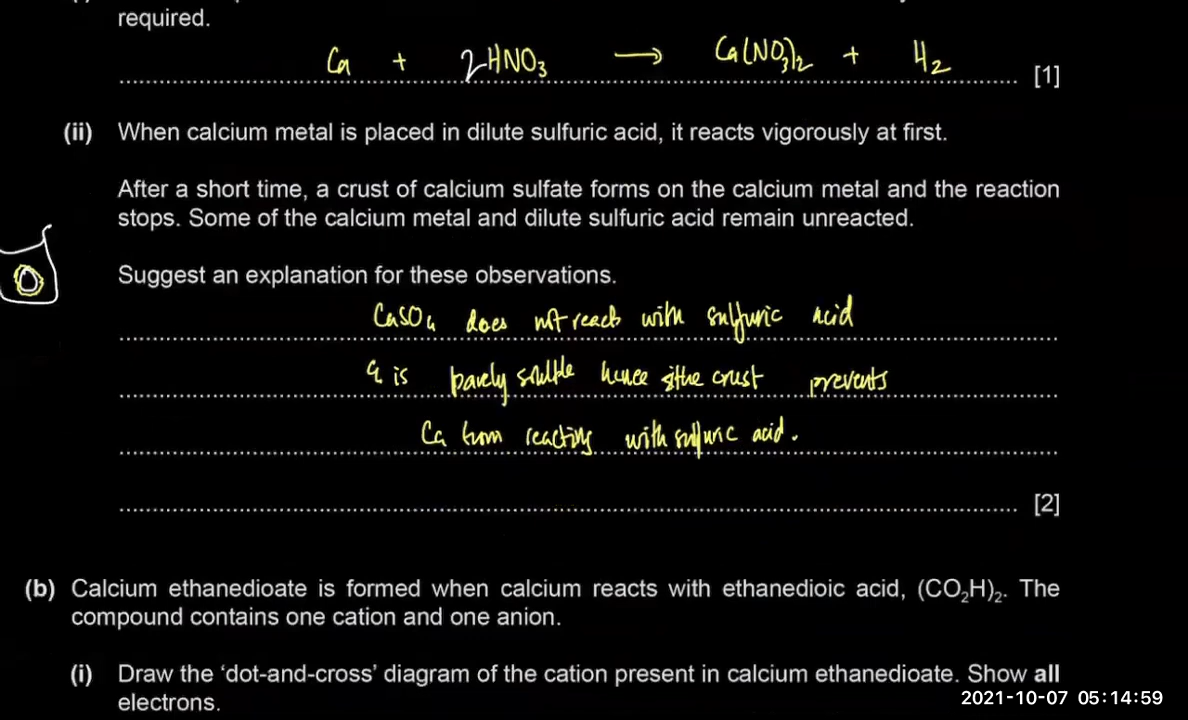 required.
Ca + 2HNO₃ → Ca(NO₃)₂ + H₂
[1]
(ii) When calcium metal is placed in dilute sulfuric acid, it reacts vigorously at first.
After a short time, a crust of calcium sulfate forms on the calcium metal and the reaction
stops. Some of the calcium metal and dilute sulfuric acid remain unreacted.
Suggest an explanation for these observations.
CaSO₄ does not react with sulfuric acid
& is barely soluble hence the crust prevents
Ca from reacting with sulfuric acid.
[2]
(b) Calcium ethanedioate is formed when calcium reacts with ethanedioic acid, (CO₂H)₂. The
compound contains one cation and one anion.
(i) Draw the ‘dot-and-cross’ diagram of the cation present in calcium ethanedioate. Show all
electrons.
2021-10-07 05:14:59